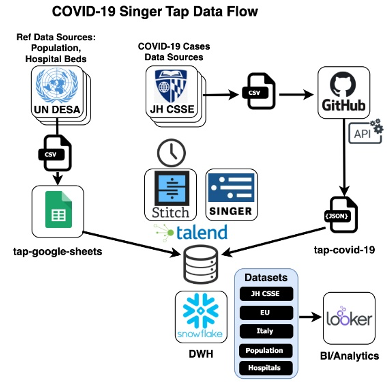 COVID-19 Singer Tap Data Flow
Ref Data Sources:
Population,
Hospital Beds
COVID-19 Cases
Data Sources
UN DESA
JH CSSE
CSV
GitHub
API
CSV
Stitch
SINGER
{JSON}
tap-google-sheets
talend
tap-covid-19
Datasets
JH CSSE
EU
Italy
Population
Hospitals
snowflake
DWH
looker
BI/Analytics